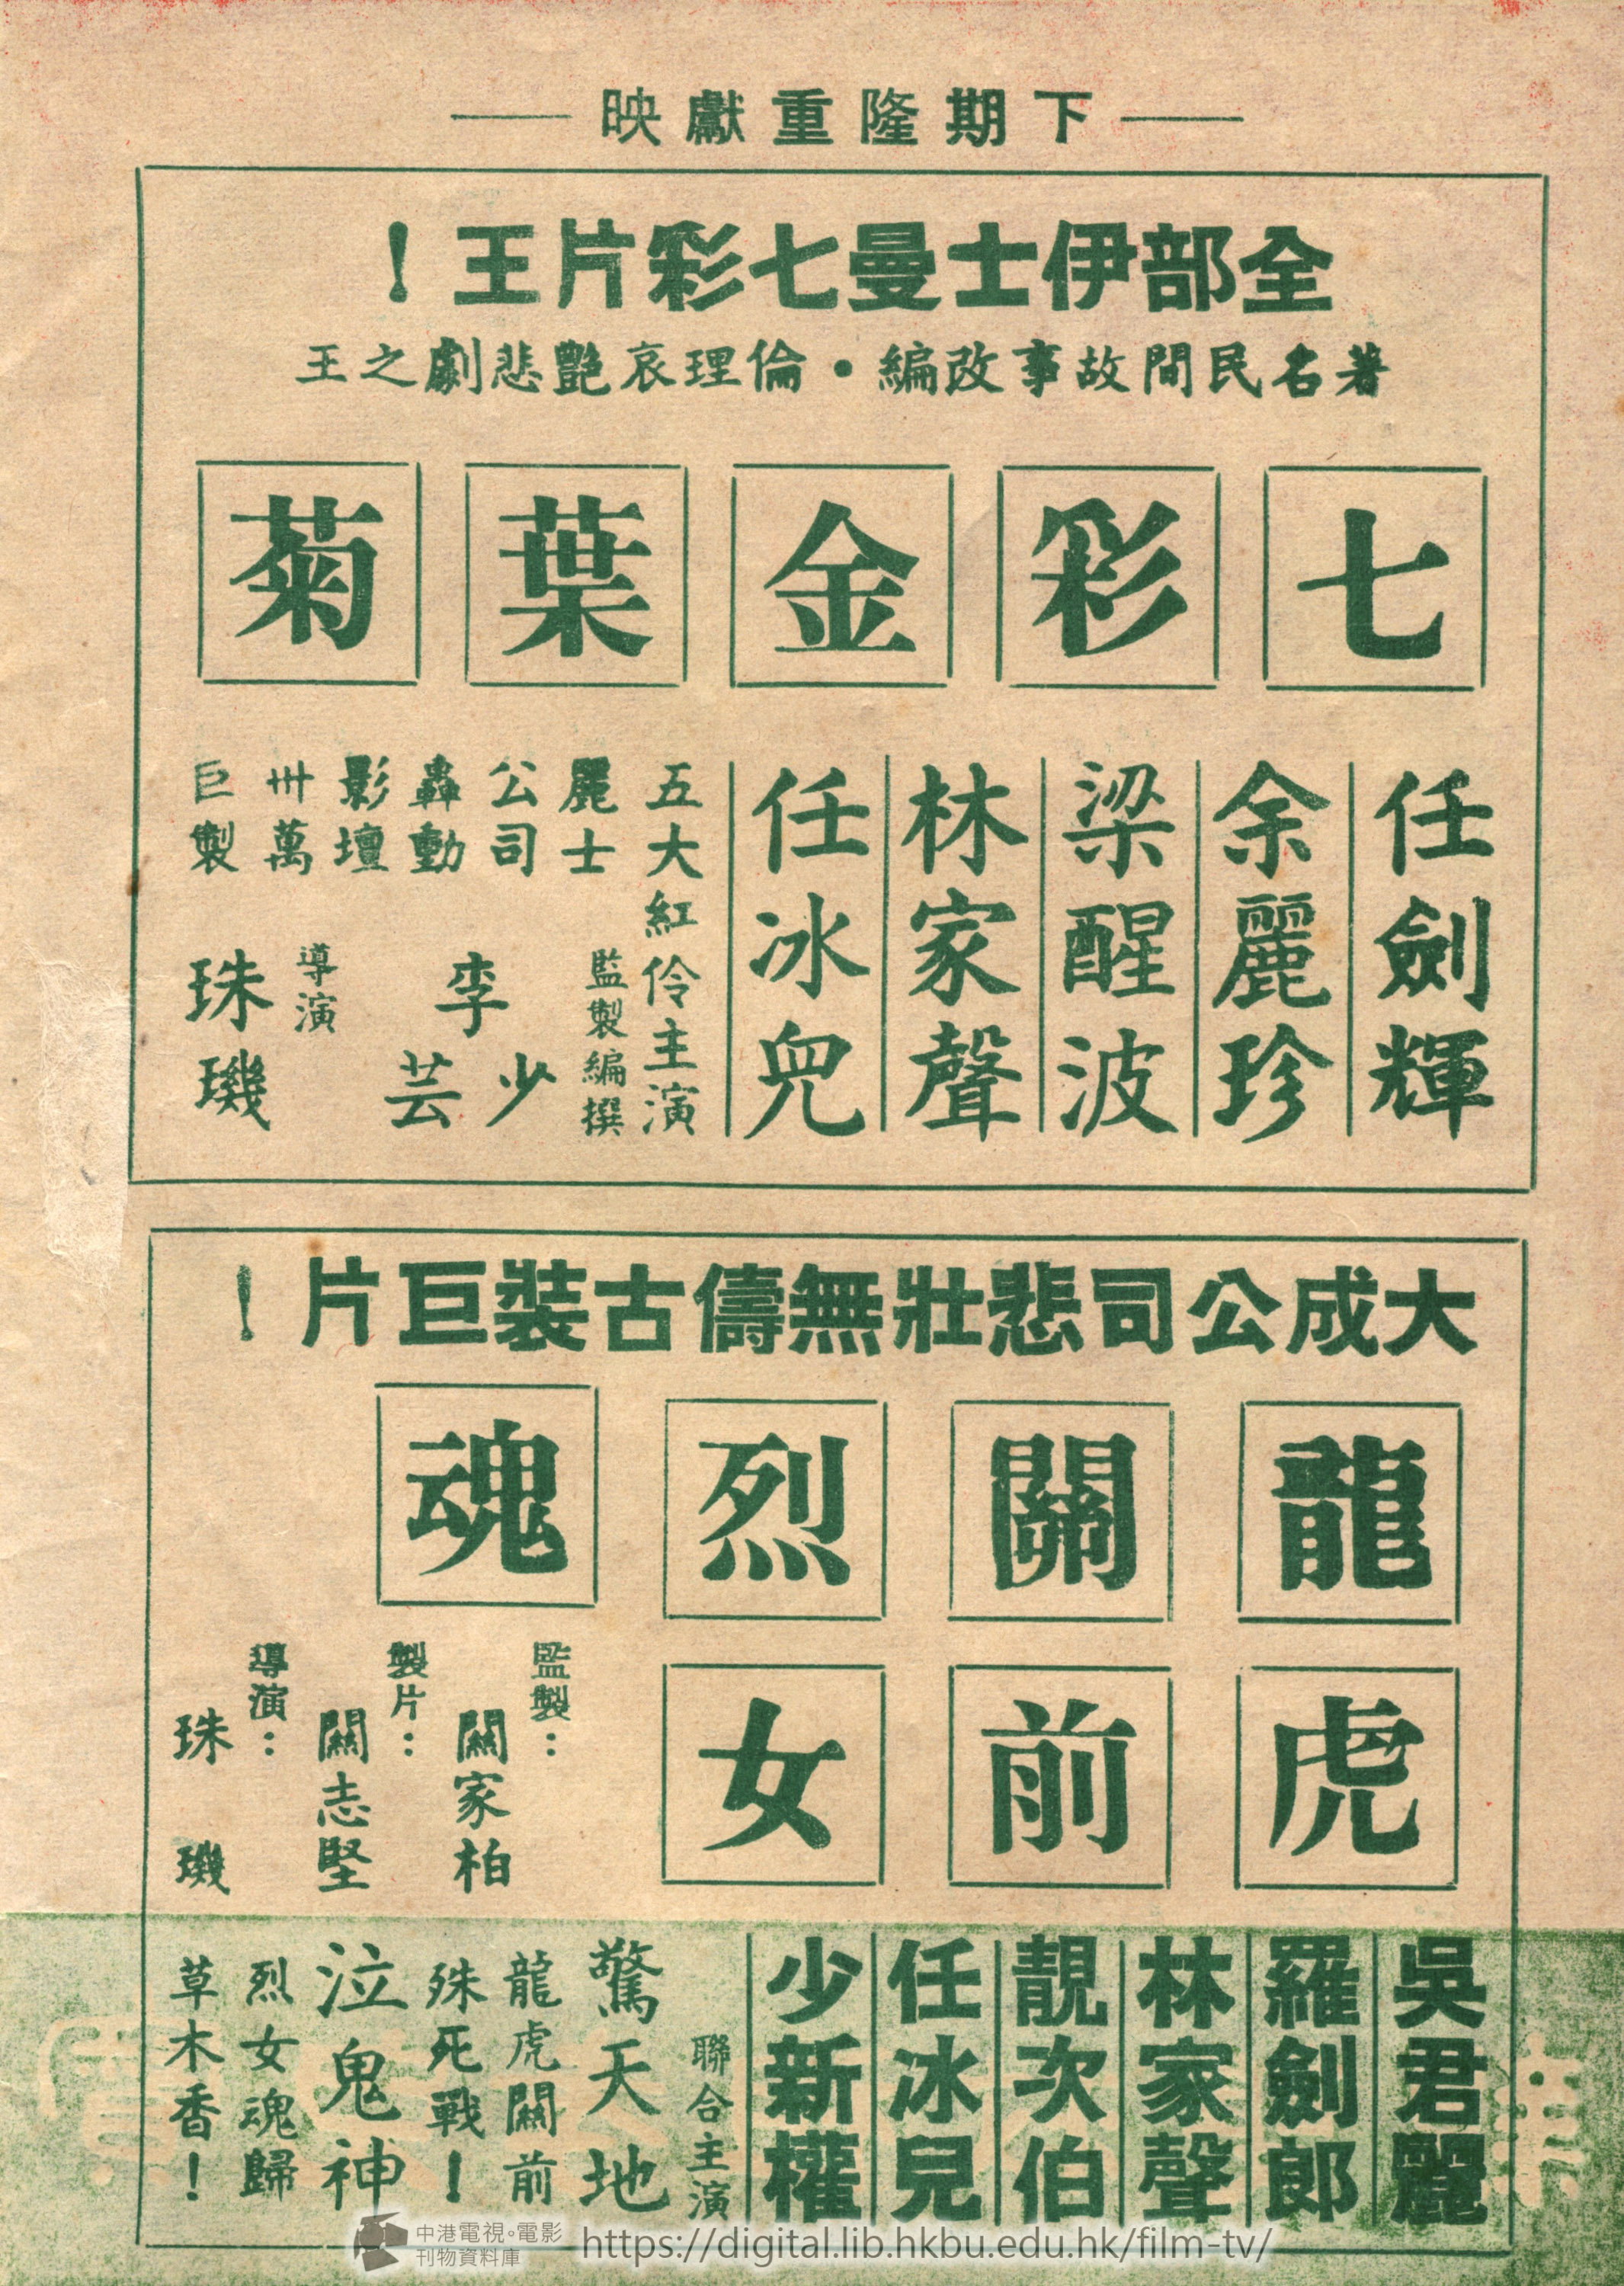 下期隆重獻映
全部伊士曼七彩片王!
著名民間故事改編・倫理哀艷悲劇之王
七彩金葉菊
任劍輝
余麗珍
梁醒波
林家聲
任冰兒
五大紅伶主演
麗士公司轟動影壇卅萬巨製
監製編撰
李少芸
導演
珠璣
大成公司悲壯無儔古裝巨片!
龍虎關前烈女魂
監製:
關家柏
製片:
關志堅
導演:
珠璣
吳君麗
羅劍郎
林家聲
靚次伯
任冰兒
少新權
聯合主演
驚天地
龍虎關前
殊死戰!
泣鬼神
烈女魂歸
草木香!
中港電視。電影
刊物資料庫
https://digital.lib.hkbu.edu.hk/film-tv/